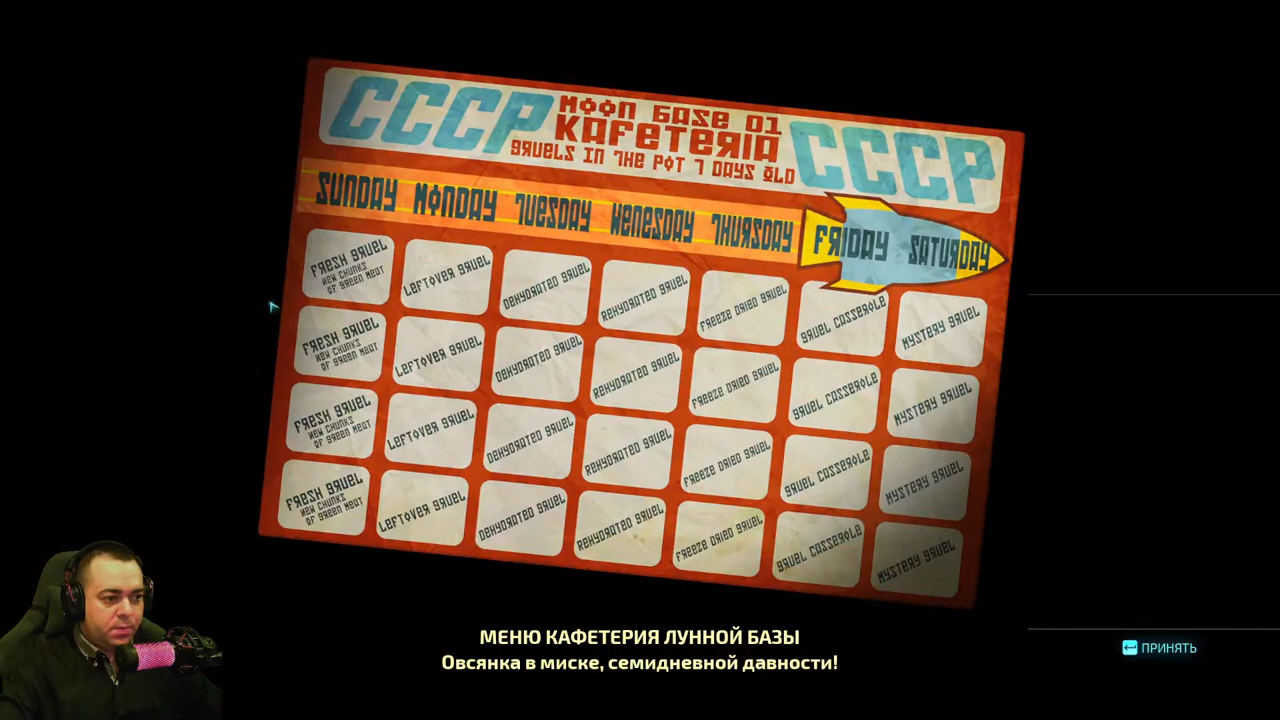 СССР
MOON BASE 01
KAFETERIA
GRUELS IN THE POT 7 DAYS OLD
СССР
SUNDAY MONDAY TUESDAY WENESDAY THURSDAY FRIDAY SATURDAY
FRESH GRUEL
NEW CHUNKS
OF GREEN MEAT
LEFTOVER GRUEL
DEHYDRATED GRUEL
REHYDRATED GRUEL
FREEZE DRIED GRUEL
GRUEL CASSEROLE
MYSTERY GRUEL
FRESH GRUEL
NEW CHUNKS
OF GREEN MEAT
LEFTOVER GRUEL
DEHYDRATED GRUEL
REHYDRATED GRUEL
FREEZE DRIED GRUEL
GRUEL CASSEROLE
MYSTERY GRUEL
FRESH GRUEL
NEW CHUNKS
OF GREEN MEAT
LEFTOVER GRUEL
DEHYDRATED GRUEL
REHYDRATED GRUEL
FREEZE DRIED GRUEL
GRUEL CASSEROLE
MYSTERY GRUEL
FRESH GRUEL
NEW CHUNKS
OF GREEN MEAT
LEFTOVER GRUEL
DEHYDRATED GRUEL
REHYDRATED GRUEL
FREEZE DRIED GRUEL
GRUEL CASSEROLE
MYSTERY GRUEL
МЕНЮ КАФЕТЕРИЯ ЛУННОЙ БАЗЫ
Овсянка в миске, семидневной давности!
ПРИНЯТЬ